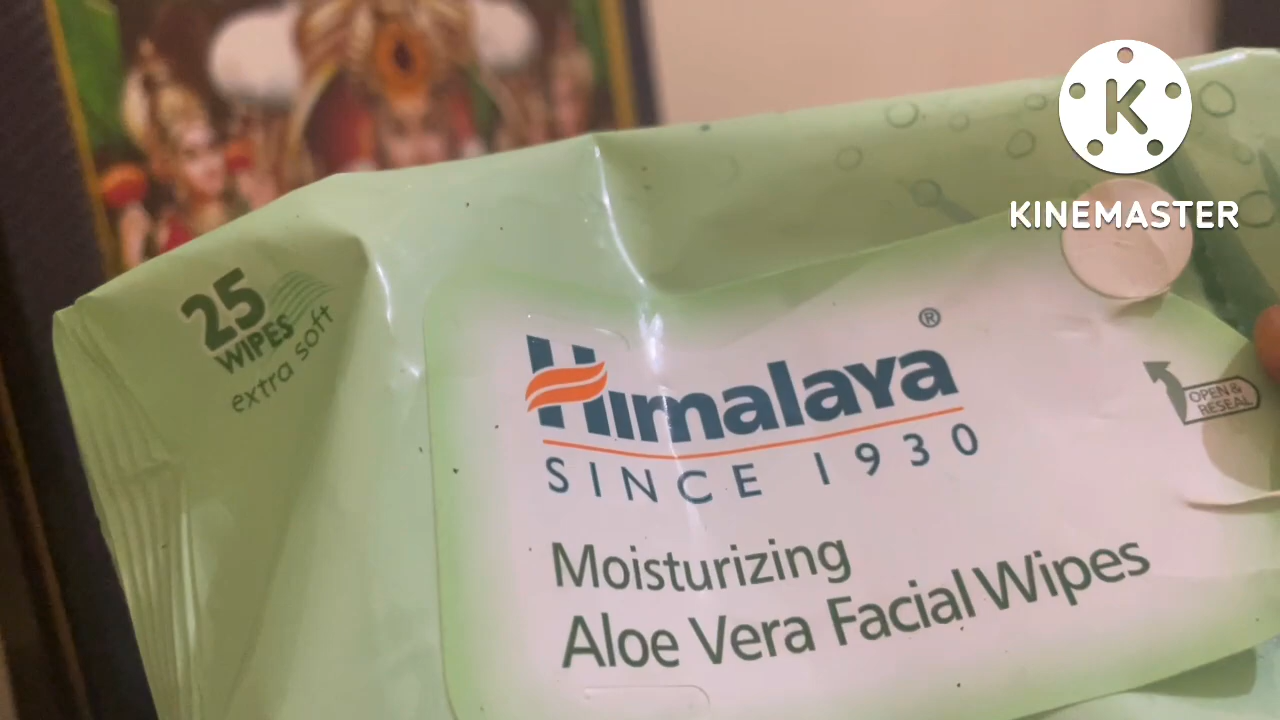 KINEMASTER
25
WIPES
extra soft
Himalaya®
SINCE 1930
OPEN &
RESEAL
Moisturizing
Aloe Vera Facial Wipes